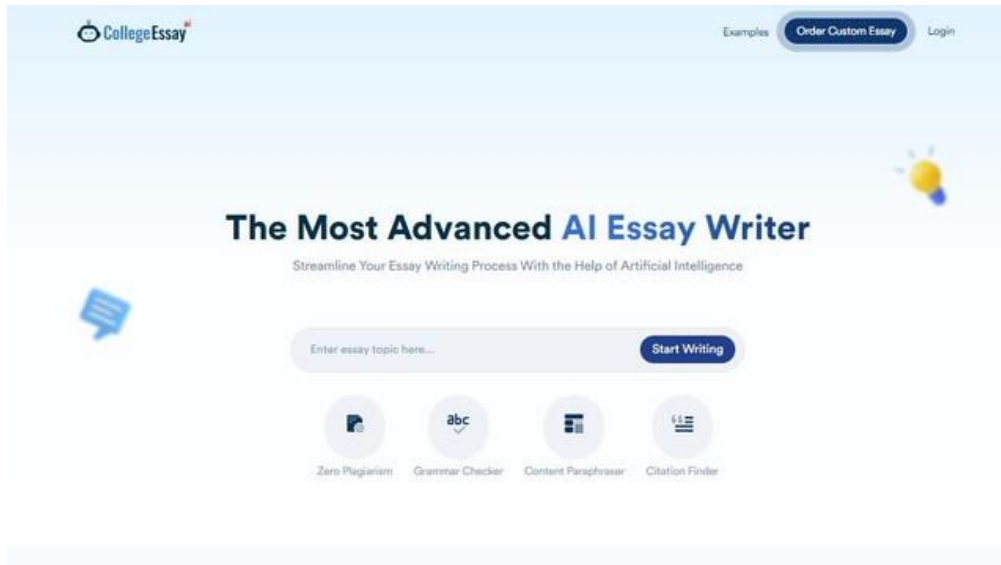 CollegeEssay ai
Examples
Order Custom Essay
Login
The Most Advanced AI Essay Writer
Streamline Your Essay Writing Process With the Help of Artificial Intelligence
Enter essay topic here...
Start Writing
abc
Zero Plagiarism
Grammar Checker
Content Paraphraser
Citation Finder